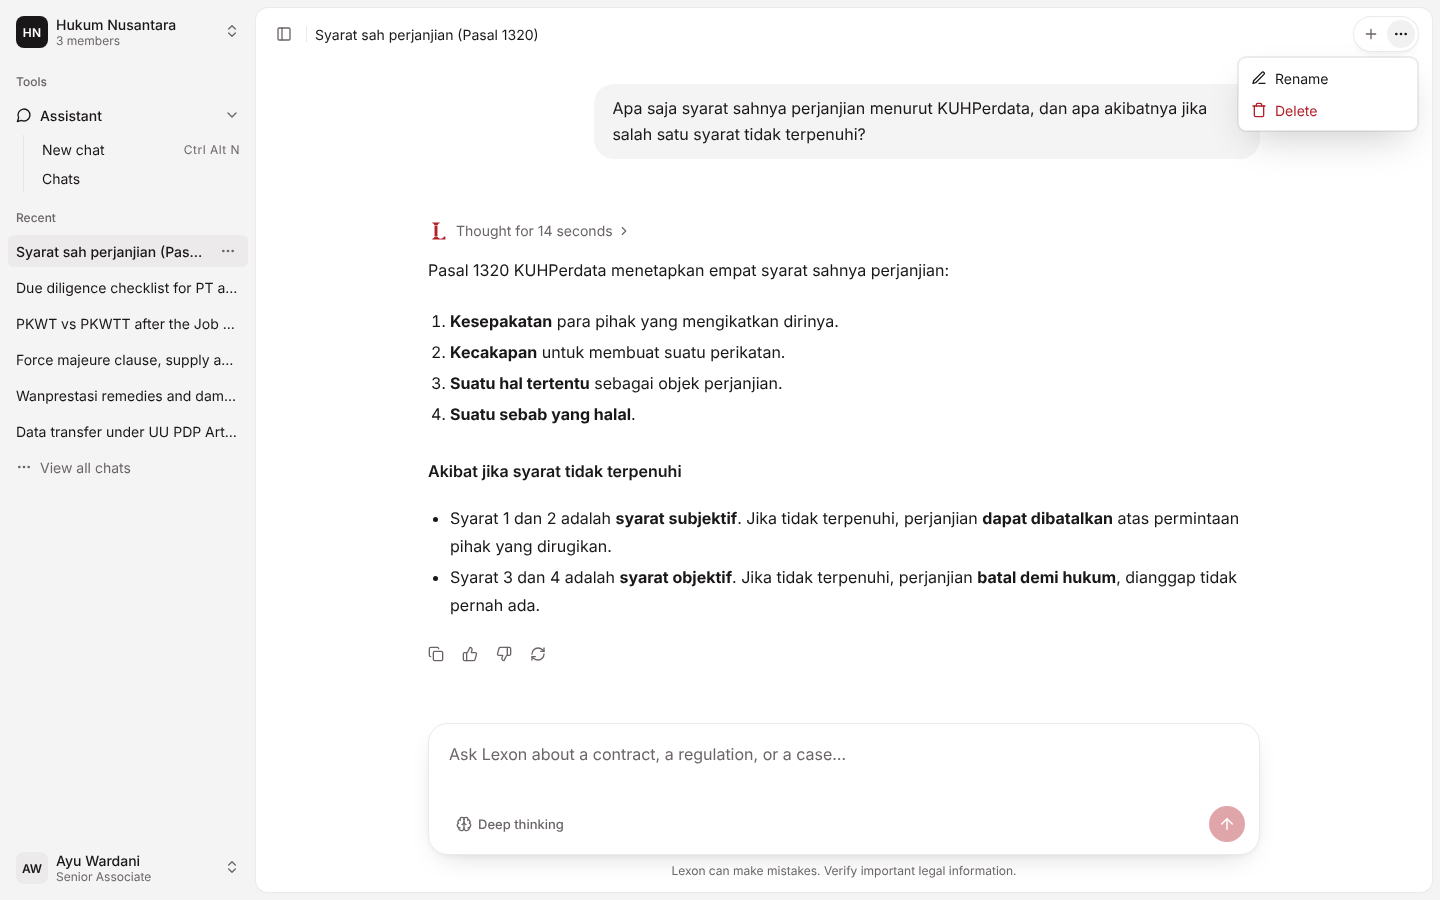 HN
Hukum Nusantara
3 members
Tools
Assistant
New chat
Ctrl Alt N
Chats
Recent
Syarat sah perjanjian (Pas...
Due diligence checklist for PT a...
PKWT vs PKWTT after the Job ...
Force majeure clause, supply a...
Wanprestasi remedies and dam...
Data transfer under UU PDP Art...
View all chats
AW
Ayu Wardani
Senior Associate
Syarat sah perjanjian (Pasal 1320)
Rename
Delete
Apa saja syarat sahnya perjanjian menurut KUHPerdata, dan apa akibatnya jika
salah satu syarat tidak terpenuhi?
L
Thought for 14 seconds
Pasal 1320 KUHPerdata menetapkan empat syarat sahnya perjanjian:
1. Kesepakatan para pihak yang mengikatkan dirinya.
2. Kecakapan untuk membuat suatu perikatan.
3. Suatu hal tertentu sebagai objek perjanjian.
4. Suatu sebab yang halal.
Akibat jika syarat tidak terpenuhi
• Syarat 1 dan 2 adalah syarat subjektif. Jika tidak terpenuhi, perjanjian dapat dibatalkan atas permintaan
pihak yang dirugikan.
• Syarat 3 dan 4 adalah syarat objektif. Jika tidak terpenuhi, perjanjian batal demi hukum, dianggap tidak
pernah ada.
Ask Lexon about a contract, a regulation, or a case...
Deep thinking
Lexon can make mistakes. Verify important legal information.